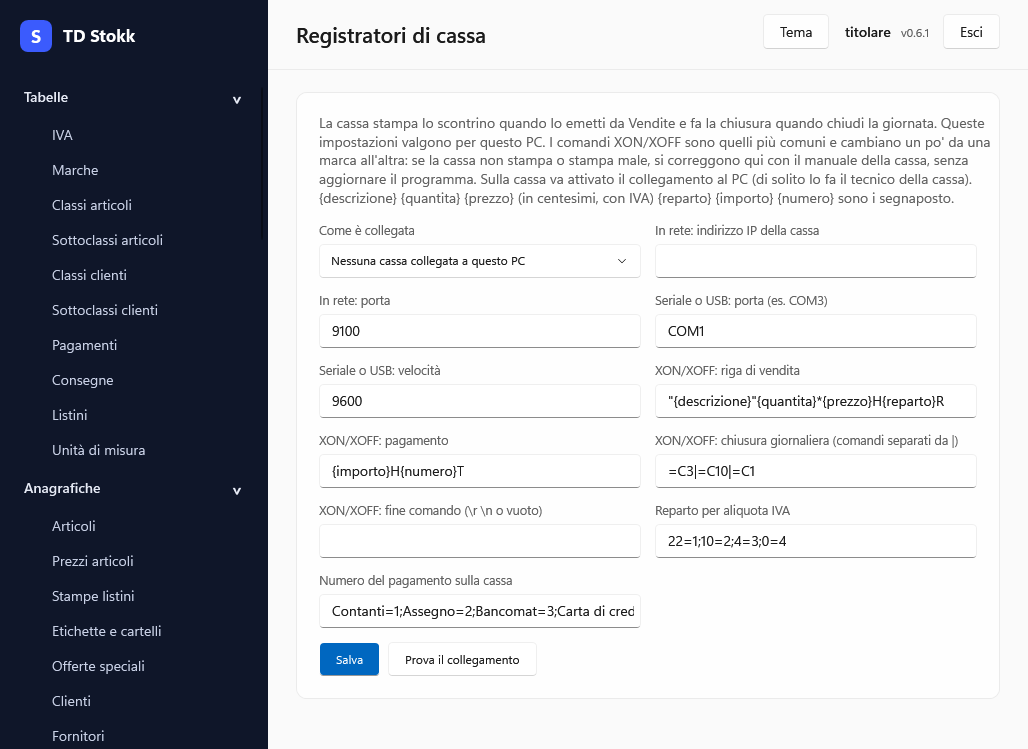 S TD Stokk
Tabelle
IVA
Marche
Classi articoli
Sottoclassi articoli
Classi clienti
Sottoclassi clienti
Pagamenti
Consegne
Listini
Unità di misura
Anagrafiche
Articoli
Prezzi articoli
Stampe listini
Etichette e cartelli
Offerte speciali
Clienti
Fornitori
Registratori di cassa
Tema
titolare v0.6.1
Esci
La cassa stampa lo scontrino quando lo emetti da Vendite e fa la chiusura quando chiudi la giornata. Queste
impostazioni valgono per questo PC. I comandi XON/XOFF sono quelli più comuni e cambiano un po' da una
marca all'altra: se la cassa non stampa o stampa male, si correggono qui con il manuale della cassa, senza
aggiornare il programma. Sulla cassa va attivato il collegamento al PC (di solito lo fa il tecnico della cassa).
{descrizione} {quantita} {prezzo} (in centesimi, con IVA) {reparto} {importo} {numero} sono i segnaposto.
Come è collegata
Nessuna cassa collegata a questo PC
In rete: indirizzo IP della cassa
In rete: porta
9100
Seriale o USB: porta (es. COM3)
COM1
Seriale o USB: velocità
9600
XON/XOFF: riga di vendita
"{descrizione}"{quantita}*{prezzo}H{reparto}R
XON/XOFF: pagamento
{importo}H{numero}T
XON/XOFF: chiusura giornaliera (comandi separati da |)
=C3|=C10|=C1
XON/XOFF: fine comando (\r \n o vuoto)
Reparto per aliquota IVA
22=1;10=2;4=3;0=4
Numero del pagamento sulla cassa
Contanti=1;Assegno=2;Bancomat=3;Carta di cred
Salva
Prova il collegamento